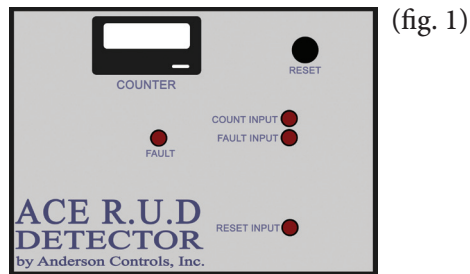 (fig. 1)
COUNTER
RESET
COUNT INPUT
FAULT INPUT
FAULT
RESET INPUT
ACE R.U.D
DETECTOR
by Anderson Controls, Inc.